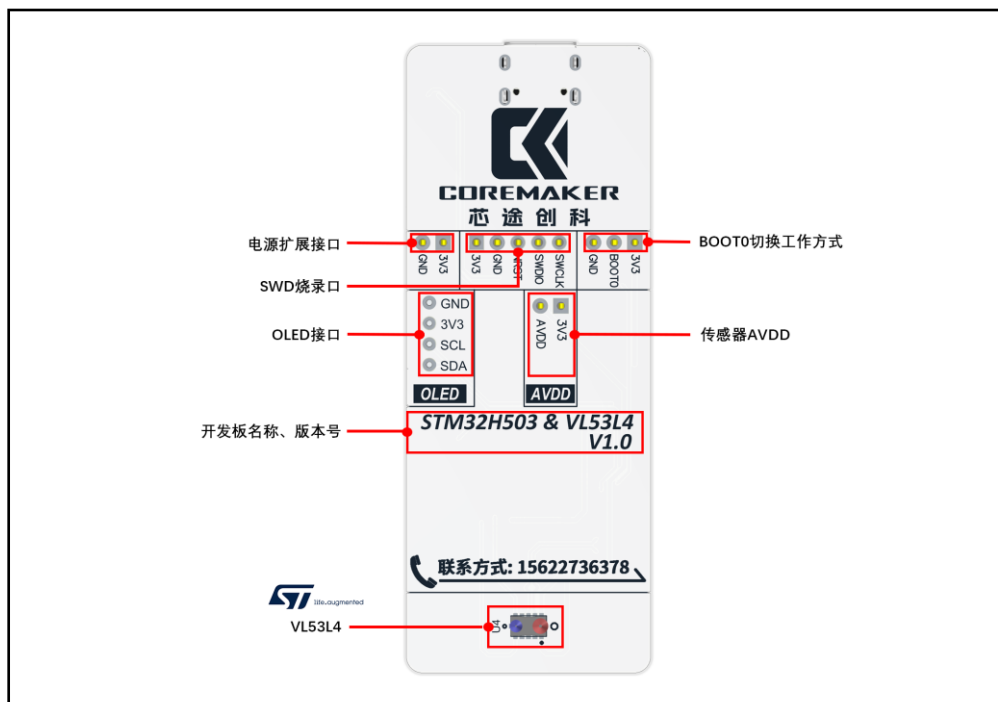 COREMAKER
芯途创科
电源扩展接口
GND
3V3
3V3
GND
NRST
SWDIO
SWCLK
GND
BOOT0
3V3
BOOT0切换工作方式
SWD烧录口
OLED接口
GND
3V3
SCL
SDA
OLED
AVDD
3V3
AVDD
传感器AVDD
开发板名称、版本号
STM32H503 & VL53L4
V1.0
联系方式: 15622736378
ST
life.augmented
VL53L4
U4